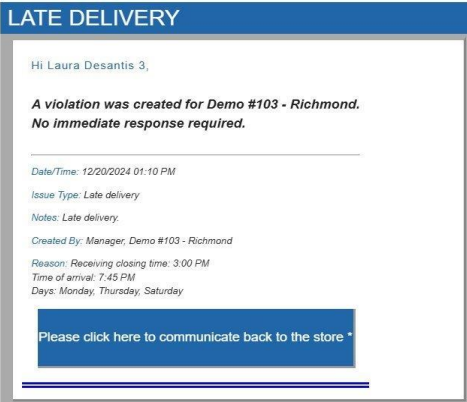 LATE DELIVERY
Hi Laura Desantis 3,
A violation was created for Demo #103 - Richmond.
No immediate response required.
Date/Time: 12/20/2024 01:10 PM
Issue Type: Late delivery
Notes: Late delivery.
Created By: Manager, Demo #103 - Richmond
Reason: Receiving closing time: 3:00 PM
Time of arrival: 7:45 PM
Days: Monday, Thursday, Saturday
Please click here to communicate back to the store *